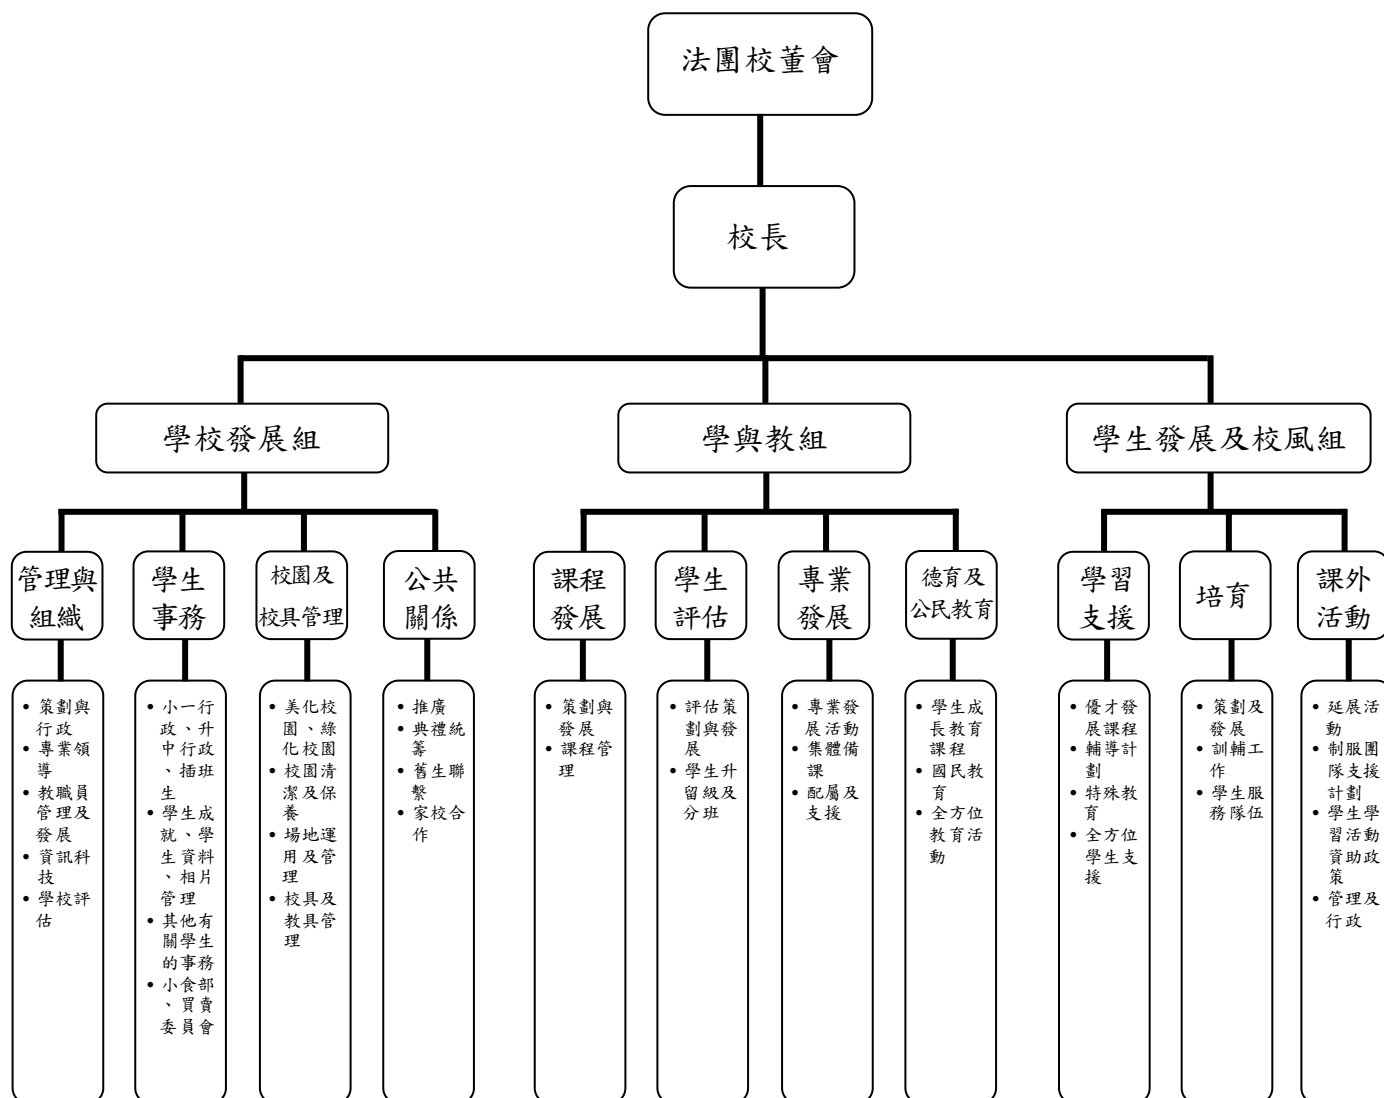 法團校董會
校長
學校發展組
學與教組
學生發展及校風組
管理與
組織
學生
事務
校園及
校具管理
公共
關係
課程
發展
學生
評估
專業
發展
德育及
公民教育
學習
支援
培育
課外
活動
• 策劃與
行政
• 專業領
導
• 教職員
管理及
發展
• 資訊科
技
• 學校評
估
• 小一行
政、升
中行政
、插班
生
• 學生成
就、學
生資料
、相片
管理
• 其他有
關學生
的事務
• 小食部
、買賣
委員會
• 美化校
園、綠
化校園
• 校園清
潔及保
養
• 場地運
用及管
理
• 校具及
教具管
理
• 推廣
• 典禮統
籌
• 舊生聯
繫
• 家校合
作
• 策劃與
發展
• 課程管
理
• 評估策
劃與發
展
• 學生升
留級及
分班
• 專業發
展活動
• 集體備
課
• 配屬及
支援
• 學生成
長教育
課程
• 國民教
育
• 全方位
教育活
動
• 優才發
展課程
• 輔導計
劃
• 特殊教
育
• 全方位
學生支
援
• 策劃及
發展
• 訓輔工
作
• 學生服
務隊伍
• 延展活
動
• 制服團
隊支援
計劃
• 學生學
習活動
資助政
策
• 管理及
行政